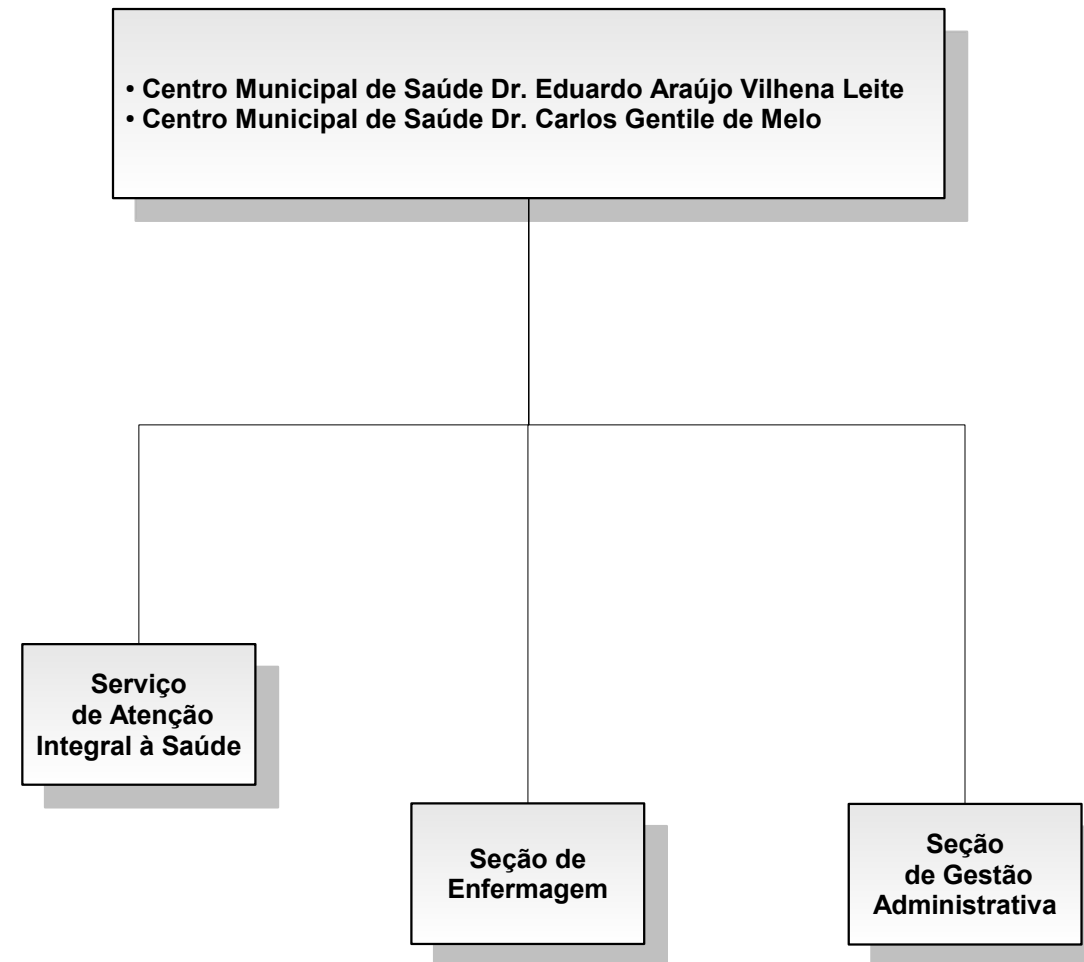 • Centro Municipal de Saúde Dr. Eduardo Araújo Vilhena Leite
• Centro Municipal de Saúde Dr. Carlos Gentile de Melo
Serviço
de Atenção
Integral à Saúde
Seção de
Enfermagem
Seção
de Gestão
Administrativa